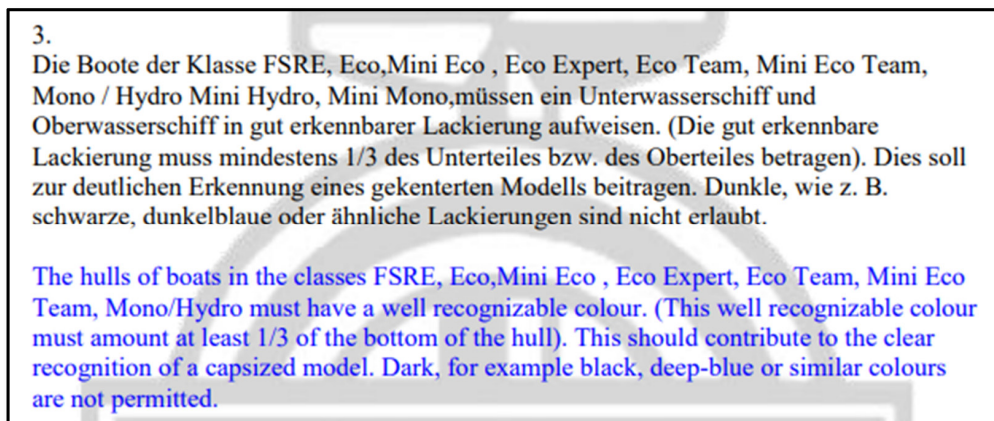 3.
Die Boote der Klasse FSRE, Eco,Mini Eco , Eco Expert, Eco Team, Mini Eco Team,
Mono / Hydro Mini Hydro, Mini Mono,müssen ein Unterwasserschiff und
Oberwasserschiff in gut erkennbarer Lackierung aufweisen. (Die gut erkennbare
Lackierung muss mindestens 1/3 des Unterteiles bzw. des Oberteiles betragen). Dies soll
zur deutlichen Erkennung eines gekenterten Modells beitragen. Dunkle, wie z. B.
schwarze, dunkelblaue oder ähnliche Lackierungen sind nicht erlaubt.
The hulls of boats in the classes FSRE, Eco,Mini Eco , Eco Expert, Eco Team, Mini Eco
Team, Mono/Hydro must have a well recognizable colour. (This well recognizable colour
must amount at least 1/3 of the bottom of the hull). This should contribute to the clear
recognition of a capsized model. Dark, for example black, deep-blue or similar colours
are not permitted.